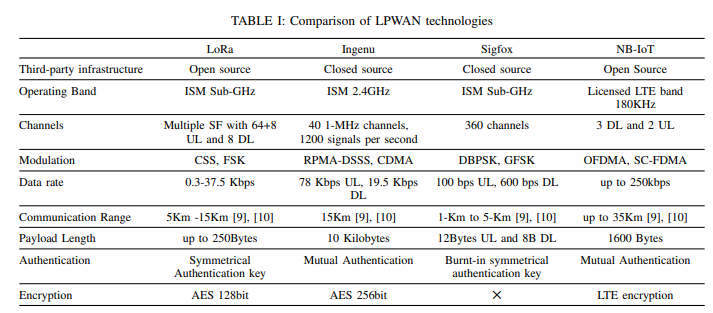 TABLE I: Comparison of LPWAN technologies
LoRa Ingenu Sigfox NB-IoT
Third-party infrastructure Open source Closed source Closed source Open Source
Operating Band ISM Sub-GHz ISM 2.4GHz ISM Sub-GHz Licensed LTE band
180KHz
Channels Multiple SF with 64+8 40 1-MHz channels, 360 channels 3 DL and 2 UL
UL and 8 DL 1200 signals per second
Modulation CSS, FSK RPMA-DSSS, CDMA DBPSK, GFSK OFDMA, SC-FDMA
Data rate 0.3-37.5 Kbps 78 Kbps UL, 19.5 Kbps 100 bps UL, 600 bps DL up to 250kbps
DL
Communication Range 5Km -15Km [9], [10] 15Km [9], [10] 1-Km to 5-Km [9], [10] up to 35Km [9], [10]
Payload Length up to 250Bytes 10 Kilobytes 12Bytes UL and 8B DL 1600 Bytes
Authentication Symmetrical Mutual Authentication Burnt-in symmetrical Mutual Authentication
Authentication key authentication key
Encryption AES 128bit AES 256bit ✕ LTE encryption